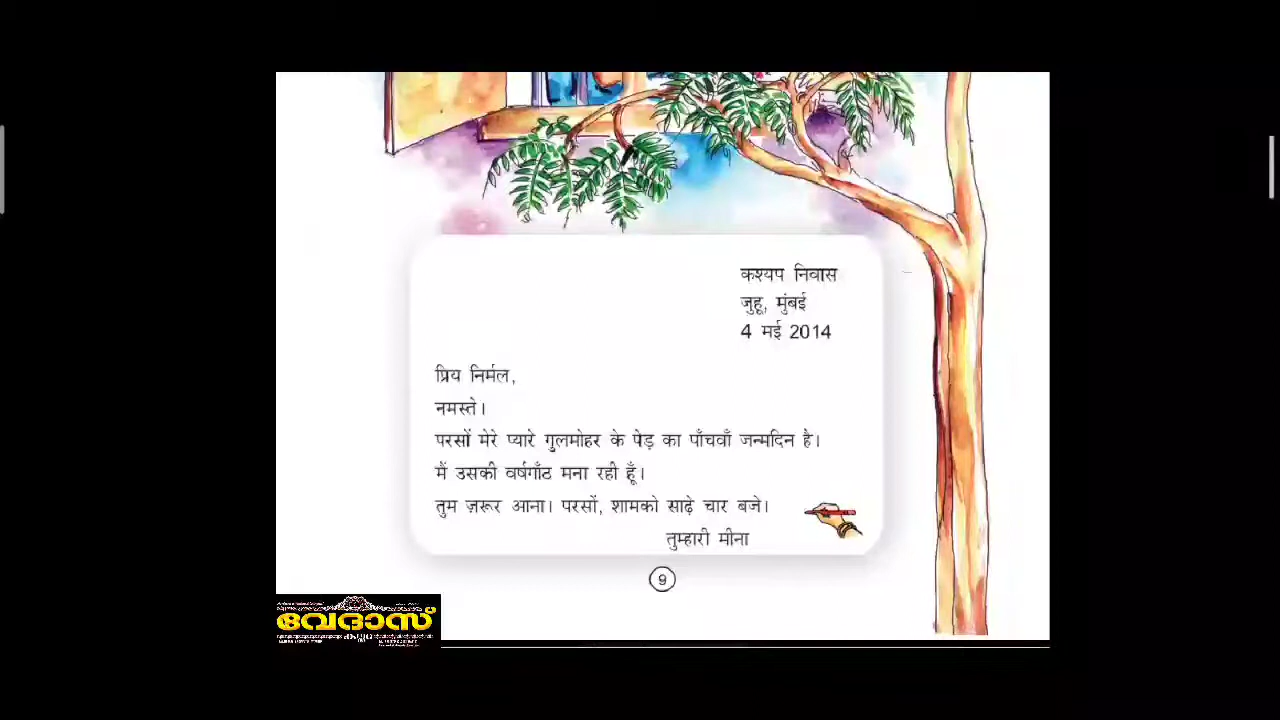 कश्यप निवास
जुहू, मुंबई
4 मई 2014
प्रिय निर्मल,
नमस्ते।
परसों मेरे प्यारे गुलमोहर के पेड़ का पाँचवाँ जन्मदिन है।
मैं उसकी वर्षगाँठ मना रही हूँ।
तुम ज़रूर आना। परसों, शामको साढ़े चार बजे।
तुम्हारी मीना
9
വേദാസ്